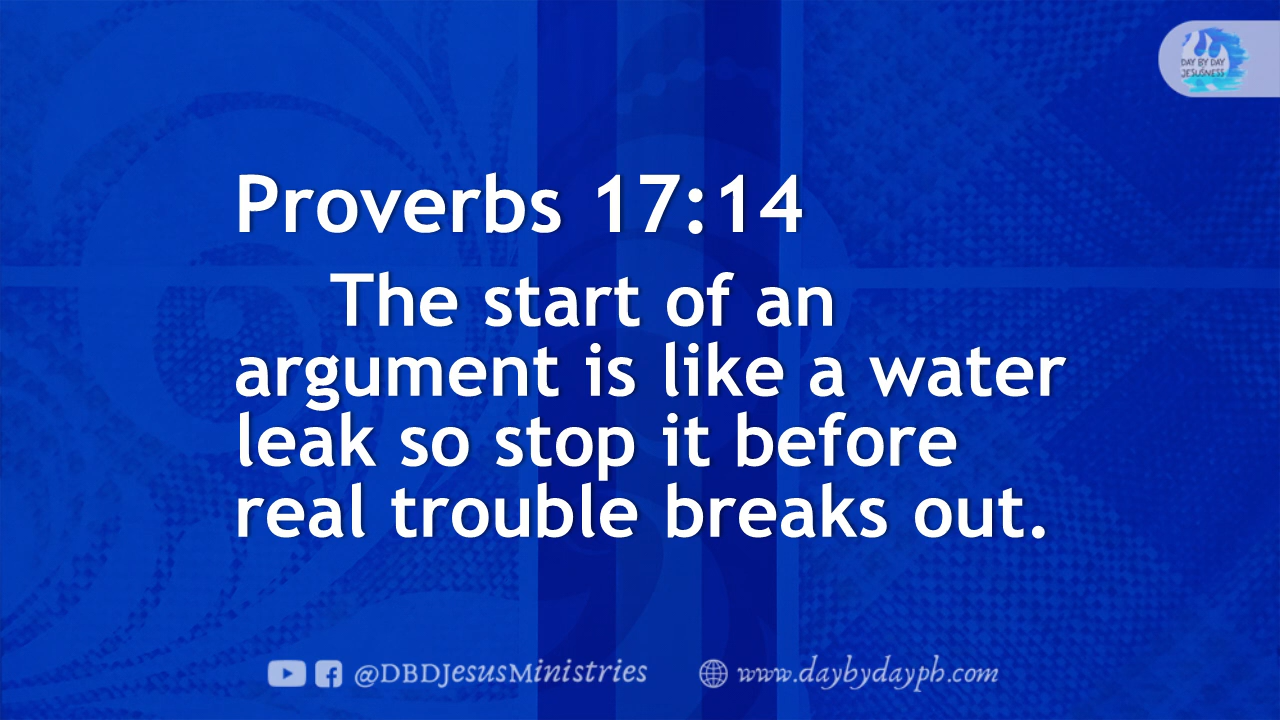 DAY BY DAY
JESUSNESS
Proverbs 17:14
The start of an
argument is like a water
leak so stop it before
real trouble breaks out.
@DBDJesusMinistries www.daybydayph.com